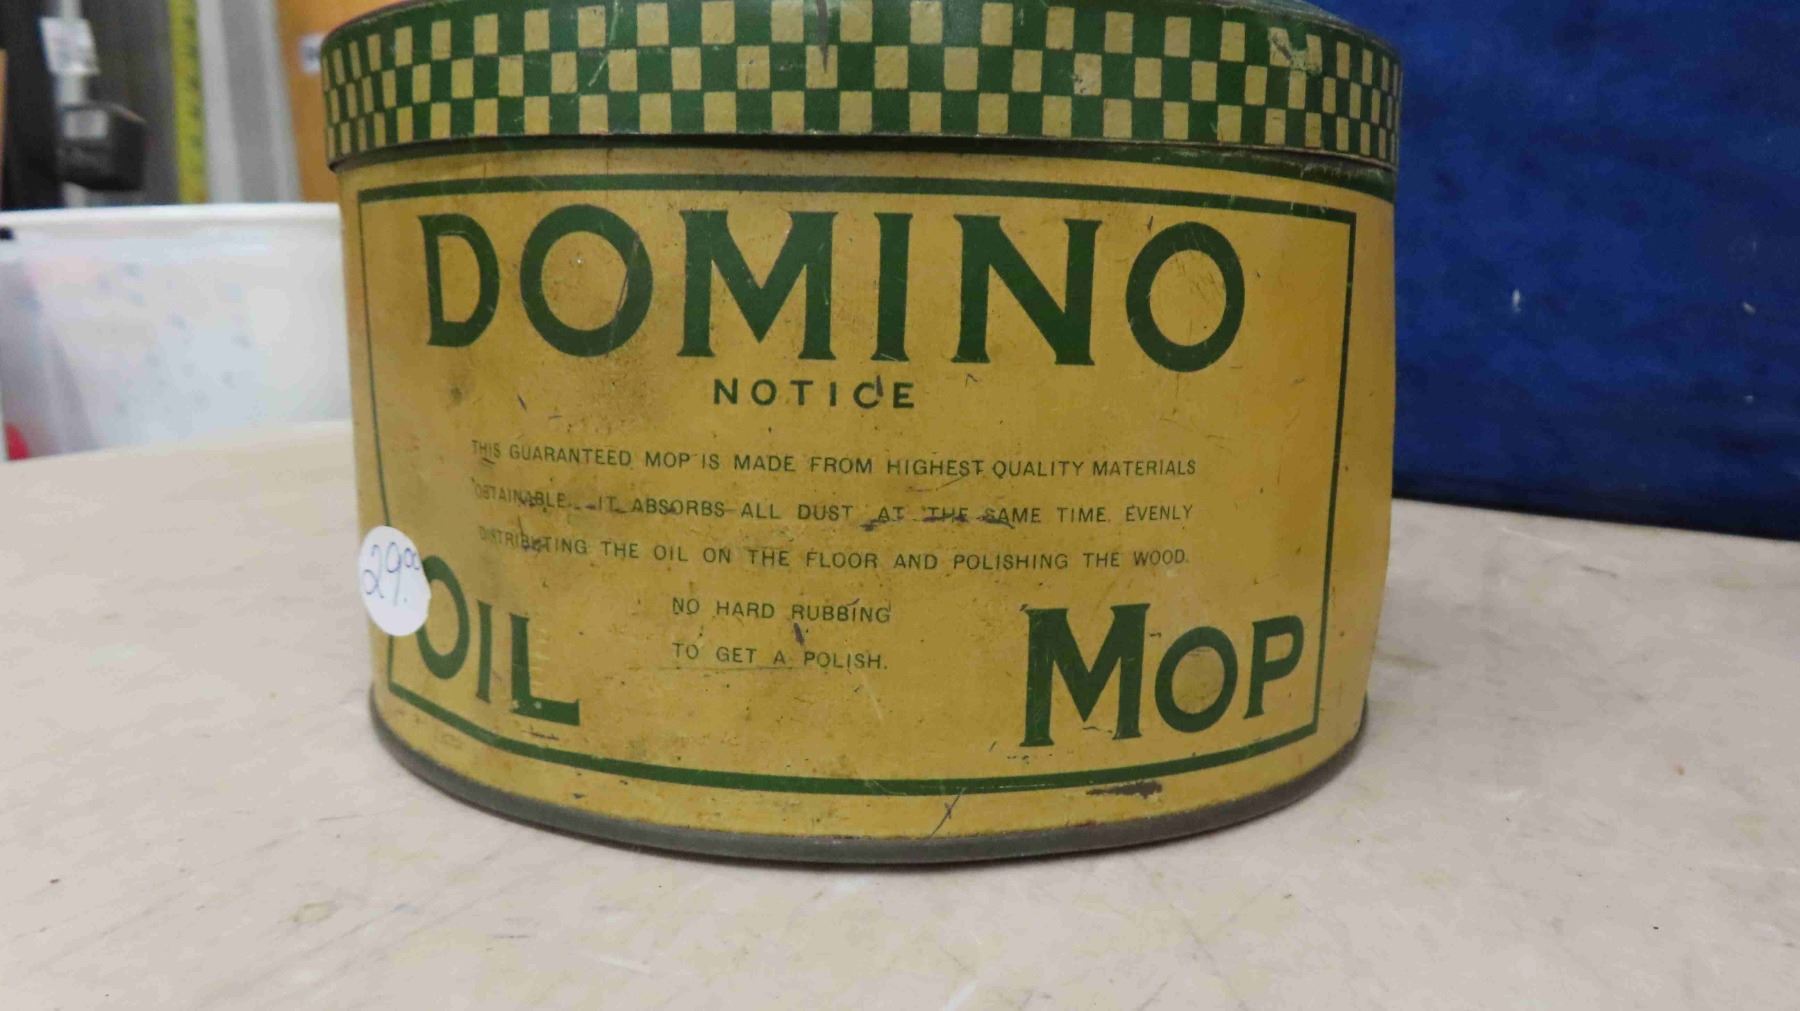 DOMINO
NOTICE
THIS GUARANTEED MOP IS MADE FROM HIGHEST QUALITY MATERIALS
OBTAINABLE. IT ABSORBS ALL DUST AT THE SAME TIME EVENLY
DISTRIBUTING THE OIL ON THE FLOOR AND POLISHING THE WOOD.
NO HARD RUBBING
TO GET A POLISH.
OIL MOP
29.00